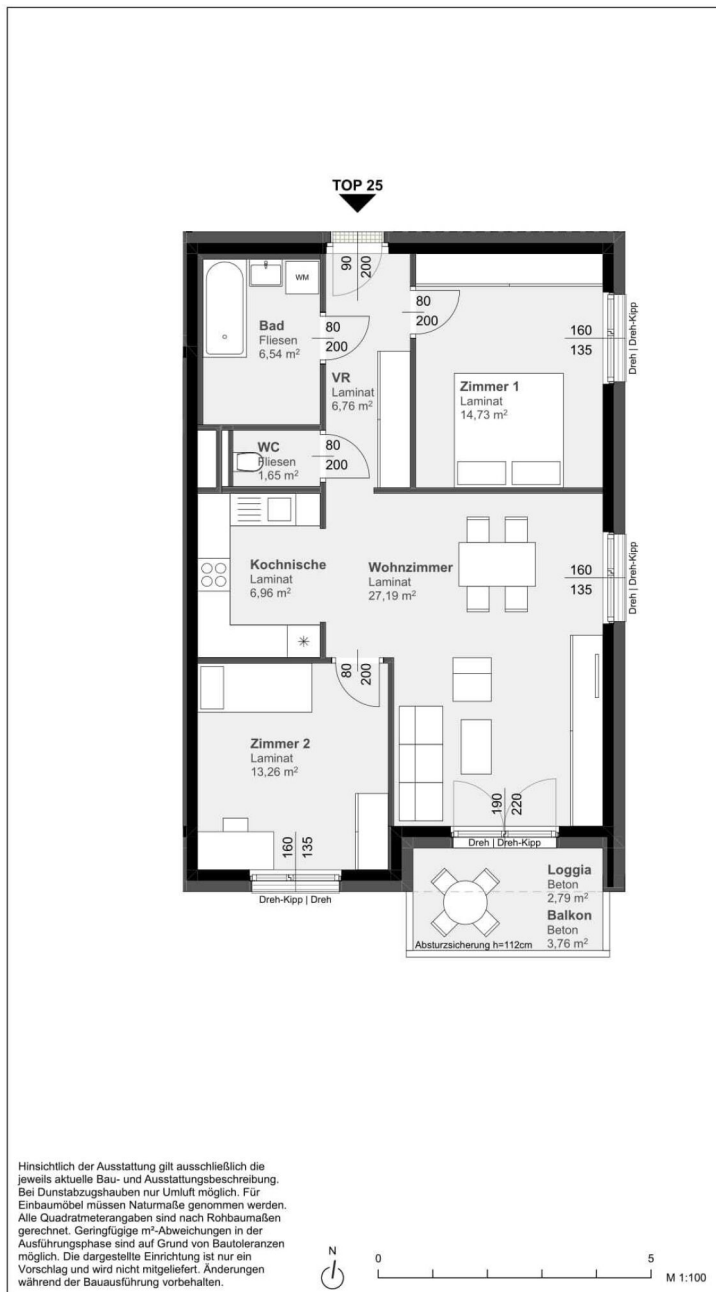 TOP 25
90
200
WM
Bad
Fliesen
6,54 m²
80
200
80
200
160
135
Dreh | Dreh-Kipp
VR
Laminat
6,76 m²
Zimmer 1
Laminat
14,73 m²
WC
Fliesen
1,65 m²
80
200
Kochnische
Laminat
6,96 m²
Wohnzimmer
Laminat
27,19 m²
160
135
Dreh | Dreh-Kipp
80
200
Zimmer 2
Laminat
13,26 m²
190
220
160
135
Dreh | Dreh-Kipp
Dreh-Kipp | Dreh
Loggia
Beton
2,79 m²
Balkon
Beton
3,76 m²
Absturzsicherung h=112cm
Hinsichtlich der Ausstattung gilt ausschließlich die
jeweils aktuelle Bau- und Ausstattungsbeschreibung.
Bei Dunstabzugshauben nur Umluft möglich. Für
Einbaumöbel müssen Naturmaße genommen werden.
Alle Quadratmeterangaben sind nach Rohbaumaßen
gerechnet. Geringfügige m²-Abweichungen in der
Ausführungsphase sind auf Grund von Bautoleranzen
möglich. Die dargestellte Einrichtung ist nur ein
Vorschlag und wird nicht mitgeliefert. Änderungen
während der Bauausführung vorbehalten.
N
0
5
M 1:100